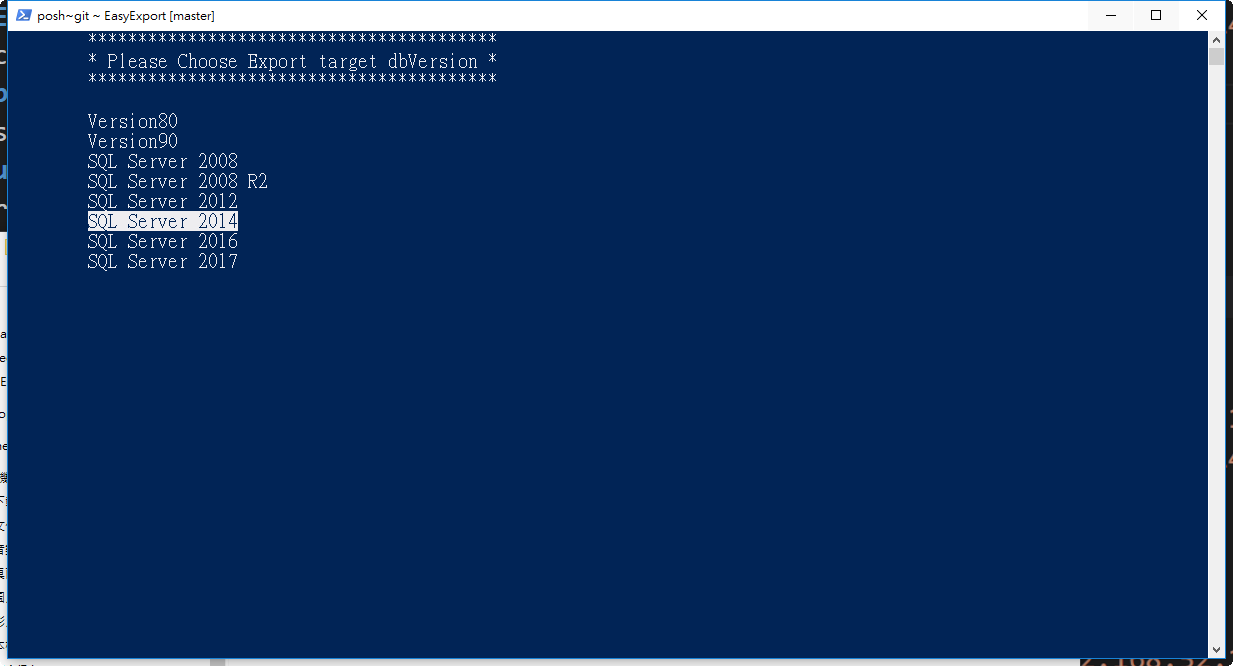 posh~git ~ EasyExport [master]
*****************************************
* Please Choose Export target dbVersion *
*****************************************
Version80
Version90
SQL Server 2008
SQL Server 2008 R2
SQL Server 2012
SQL Server 2014
SQL Server 2016
SQL Server 2017